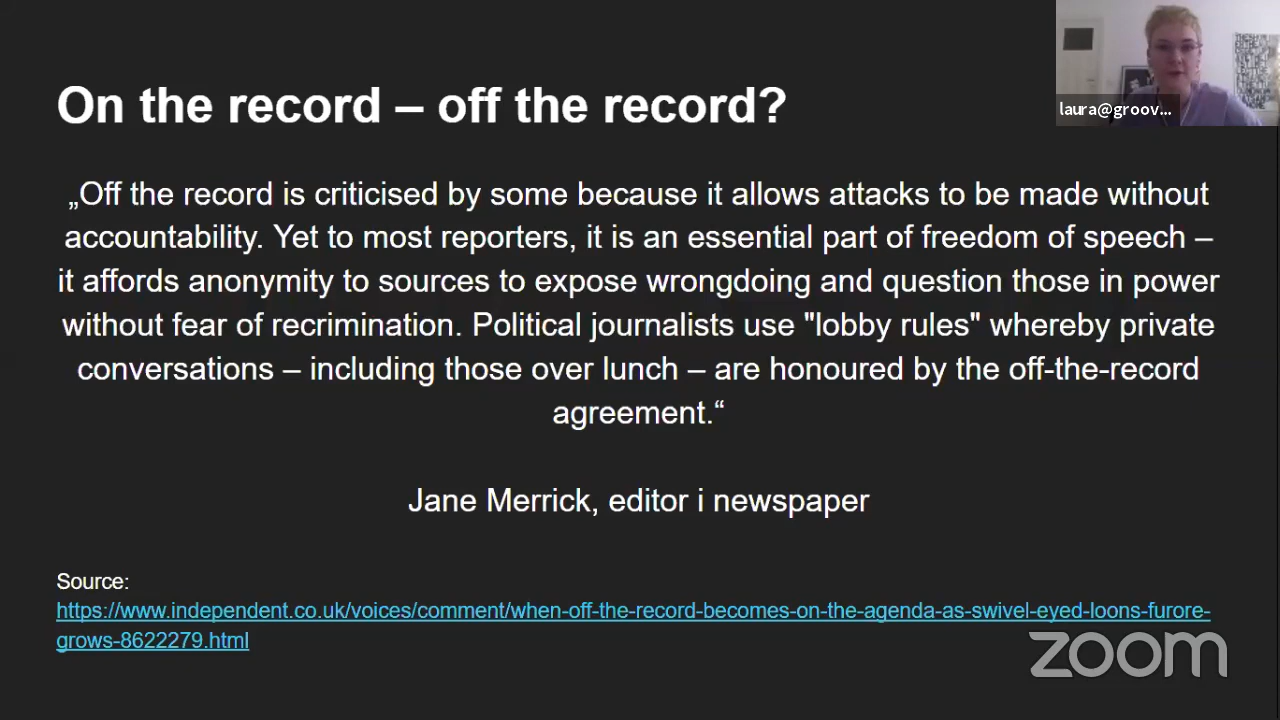 On the record – off the record?
laura@groov...
„Off the record is criticised by some because it allows attacks to be made without
accountability. Yet to most reporters, it is an essential part of freedom of speech –
it affords anonymity to sources to expose wrongdoing and question those in power
without fear of recrimination. Political journalists use "lobby rules" whereby private
conversations – including those over lunch – are honoured by the off-the-record
agreement.“
Jane Merrick, editor i newspaper
Source:
https://www.independent.co.uk/voices/comment/when-off-the-record-becomes-on-the-agenda-as-swivel-eyed-loons-furore-
grows-8622279.html
zoom